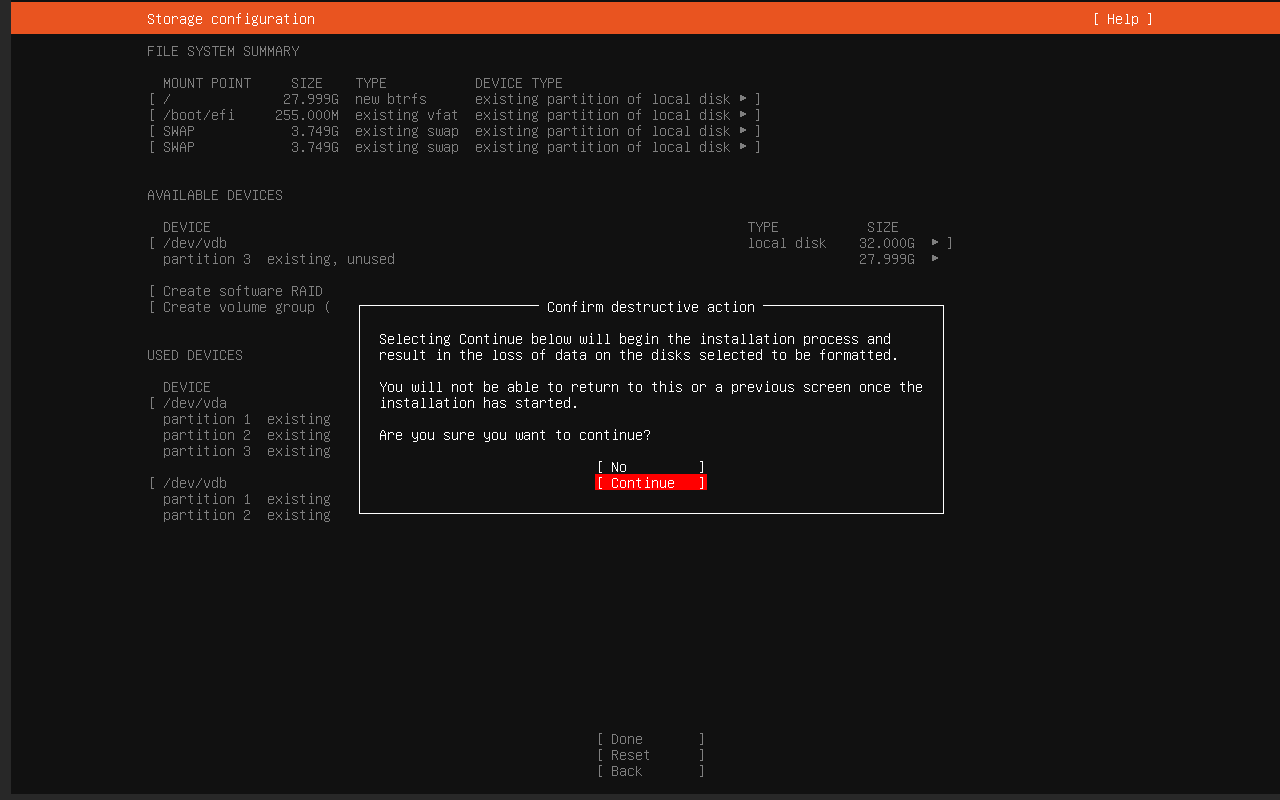 Storage configuration [ Help ]
FILE SYSTEM SUMMARY
MOUNT POINT SIZE TYPE DEVICE TYPE
[ / 27.999G new btrfs existing partition of local disk ▸ ]
[ /boot/efi 255.000M existing vfat existing partition of local disk ▸ ]
[ SWAP 3.749G existing swap existing partition of local disk ▸ ]
[ SWAP 3.749G existing swap existing partition of local disk ▸ ]
AVAILABLE DEVICES
DEVICE TYPE SIZE
[ /dev/vdb local disk 32.000G ▸ ]
partition 3 existing, unused 27.999G ▸
[ Create software RAID
[ Create volume group (
Confirm destructive action
Selecting Continue below will begin the installation process and
result in the loss of data on the disks selected to be formatted.
You will not be able to return to this or a previous screen once the
installation has started.
Are you sure you want to continue?
[ No ]
[ Continue ]
USED DEVICES
DEVICE
[ /dev/vda
partition 1 existing
partition 2 existing
partition 3 existing
[ /dev/vdb
partition 1 existing
partition 2 existing
[ Done ]
[ Reset ]
[ Back ]